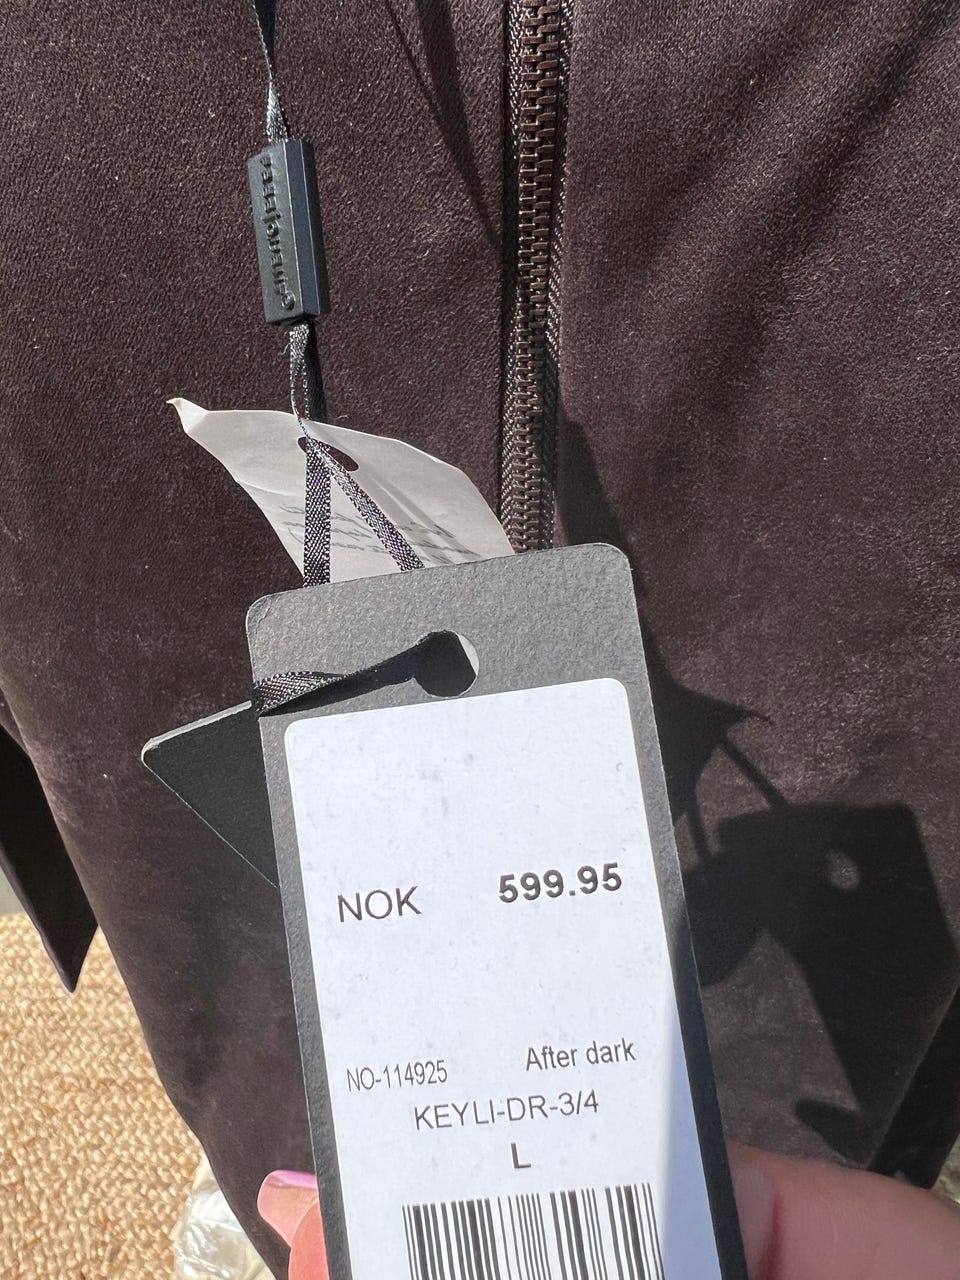 NOK 599.95
NO-114925 After dark
KEYLI-DR-3/4
L